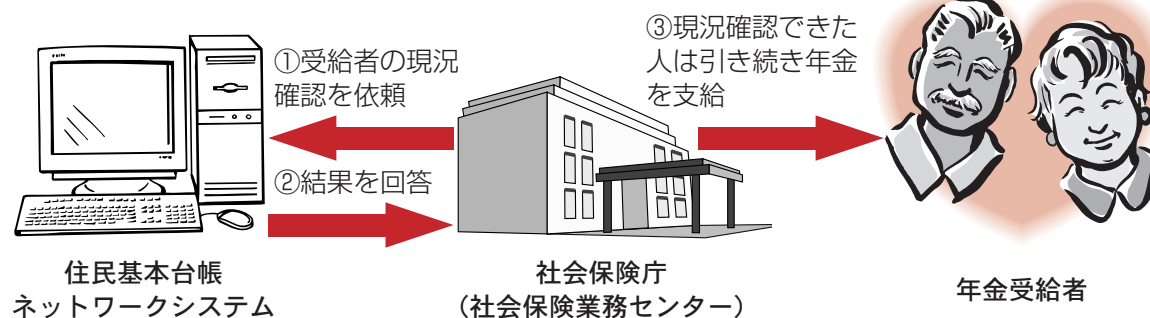 ①受給者の現況
確認を依頼
②結果を回答
③現況確認できた
人は引き続き年金
を支給
住民基本台帳
ネットワークシステム
社会保険庁
（社会保険業務センター）
年金受給者